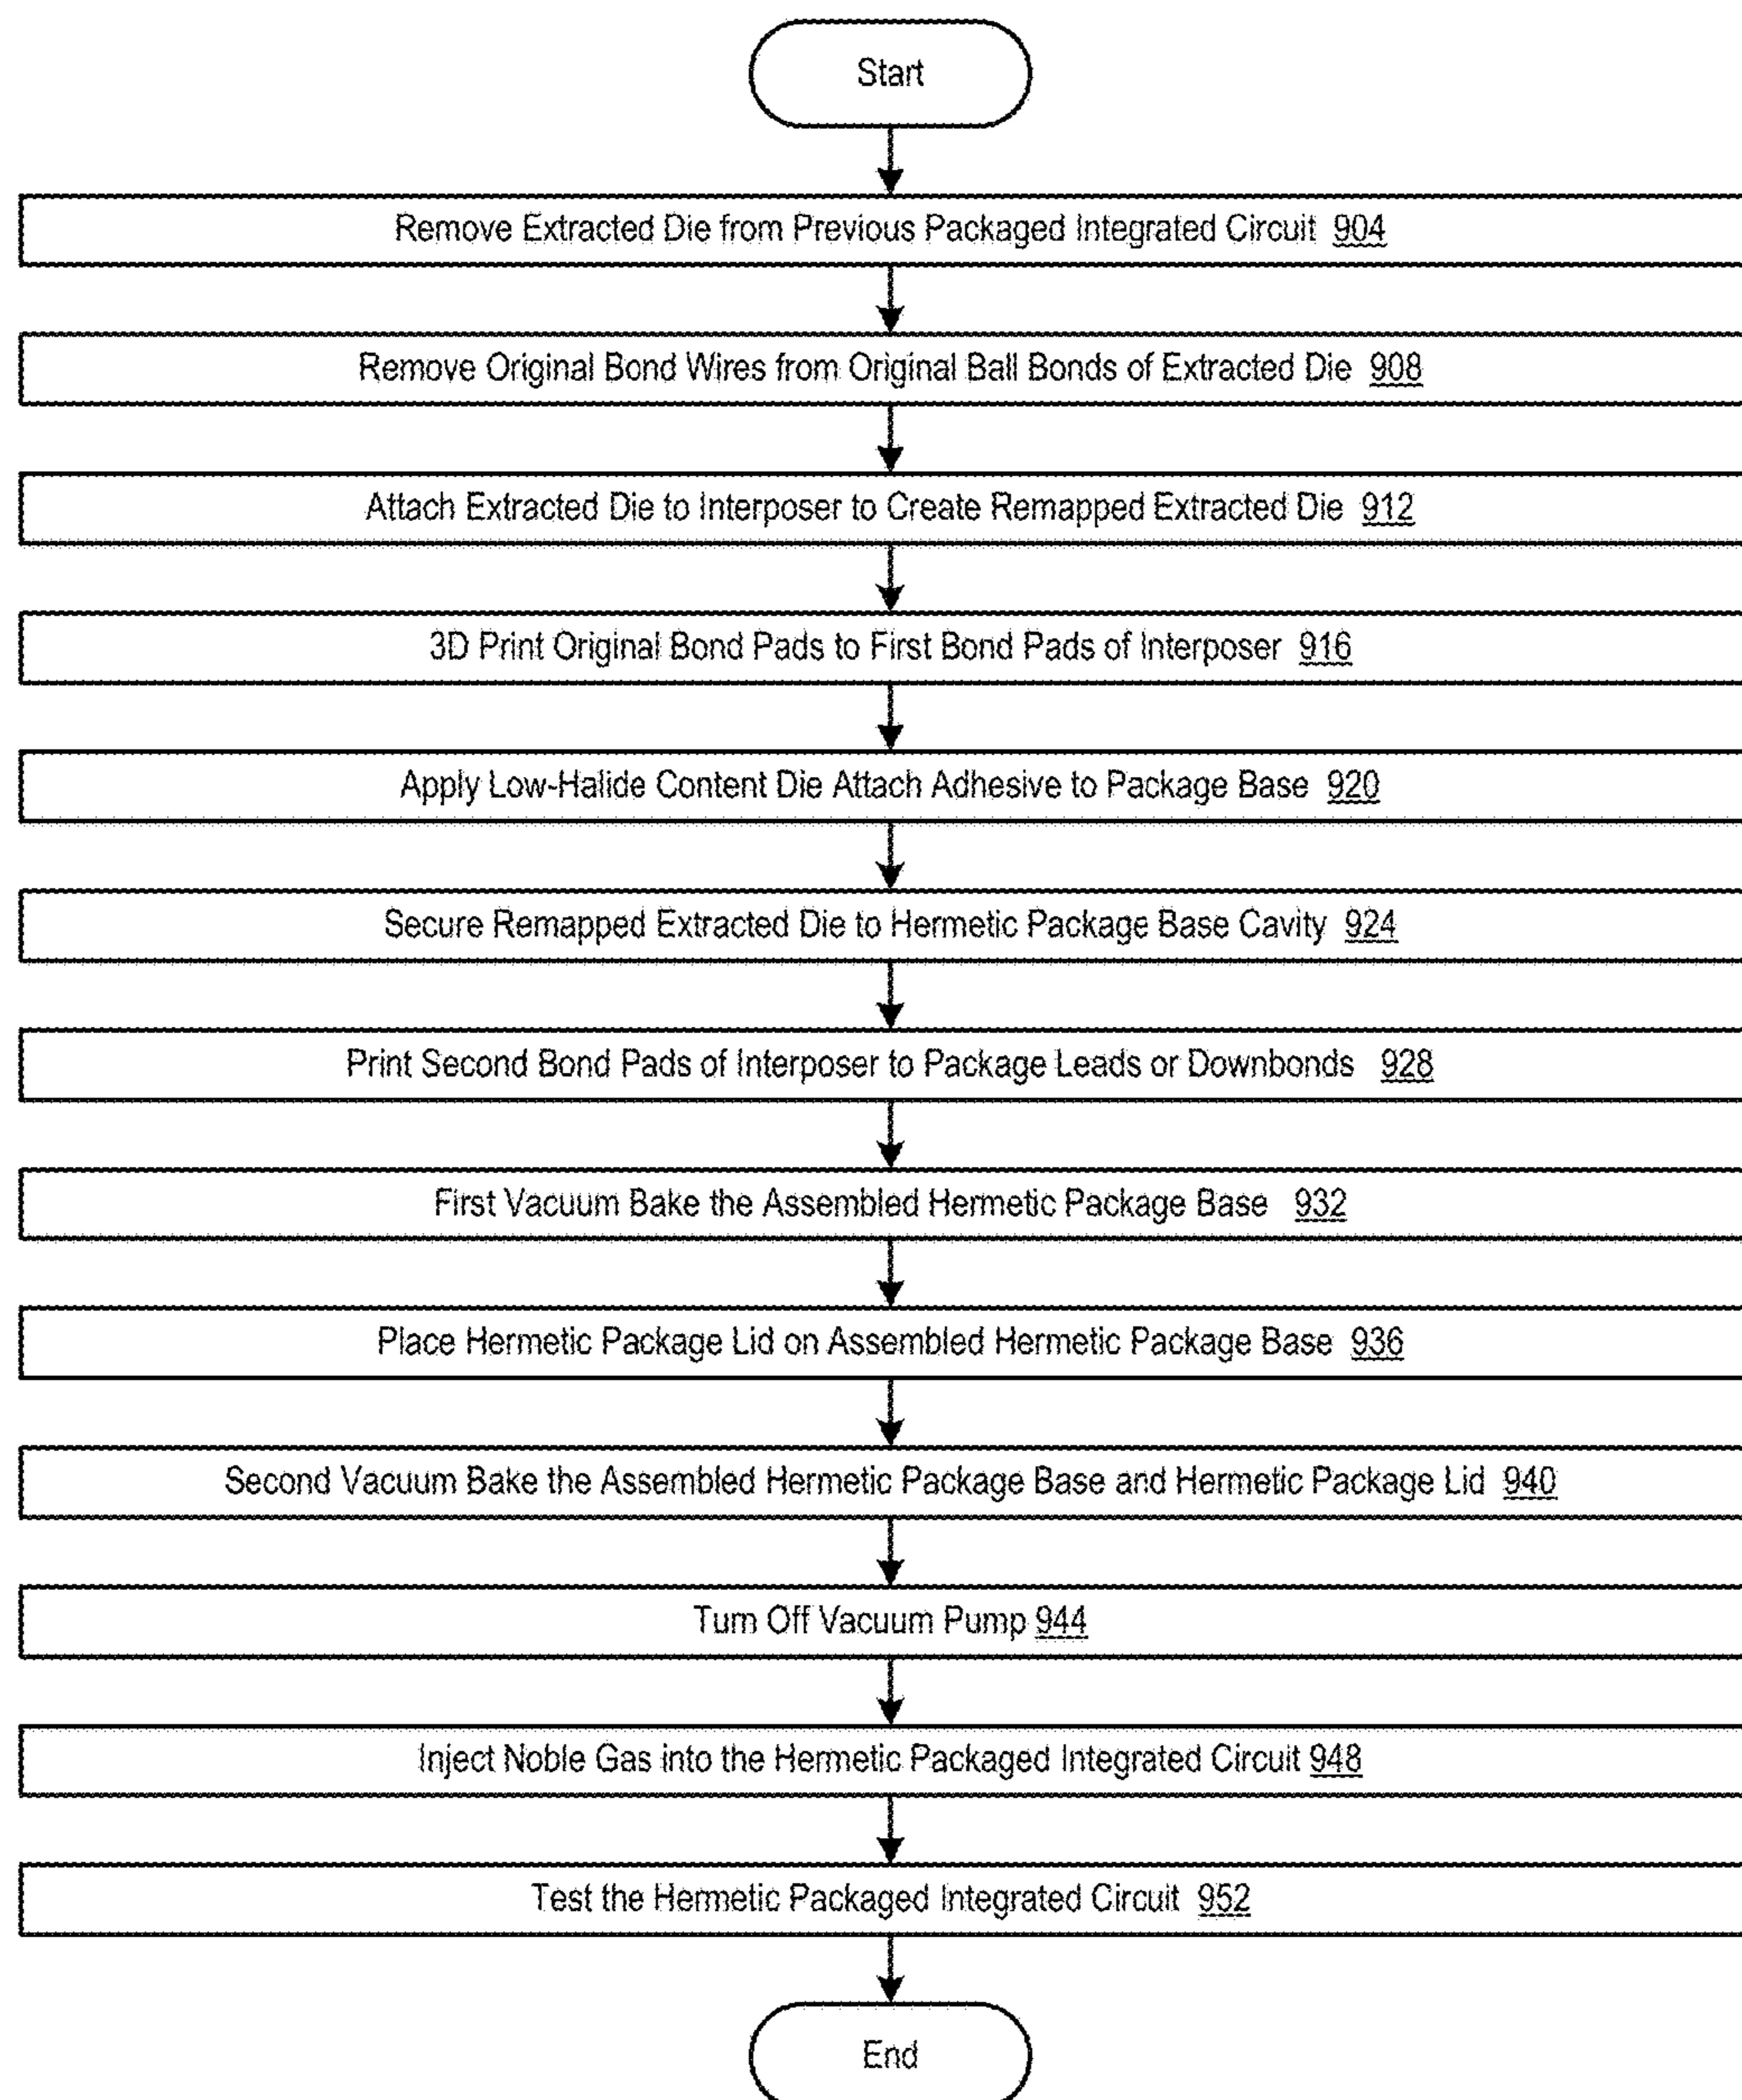 Start
Remove Extracted Die from Previous Packaged Integrated Circuit 904
Remove Original Bond Wires from Original Ball Bonds of Extracted Die 908
Attach Extracted Die to Interposer to Create Remapped Extracted Die 912
3D Print Original Bond Pads to First Bond Pads of Interposer 916
Apply Low-Halide Content Die Attach Adhesive to Package Base 920
Secure Remapped Extracted Die to Hermetic Package Base Cavity 924
Print Second Bond Pads of Interposer to Package Leads or Downbonds 928
First Vacuum Bake the Assembled Hermetic Package Base 932
Place Hermetic Package Lid on Assembled Hermetic Package Base 936
Second Vacuum Bake the Assembled Hermetic Package Base and Hermetic Package Lid 940
Turn Off Vacuum Pump 944
Inject Noble Gas into the Hermetic Packaged Integrated Circuit 948
Test the Hermetic Packaged Integrated Circuit 952
End